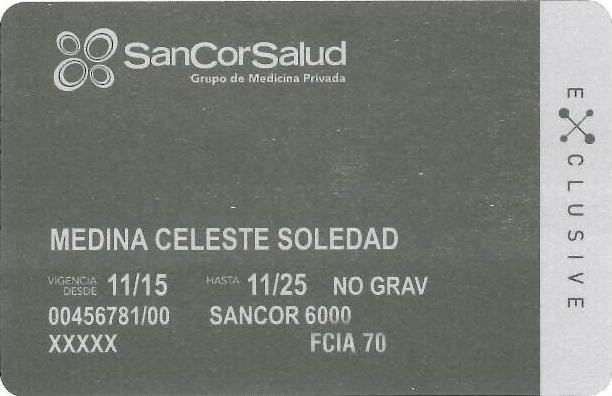 SanCorSalud
Grupo de Medicina Privada
EXCLUSIVE
MEDINA CELESTE SOLEDAD
VIGENCIA DESDE 11/15 HASTA 11/25 NO GRAV
00456781/00 SANCOR 6000
XXXXX FCIA 70